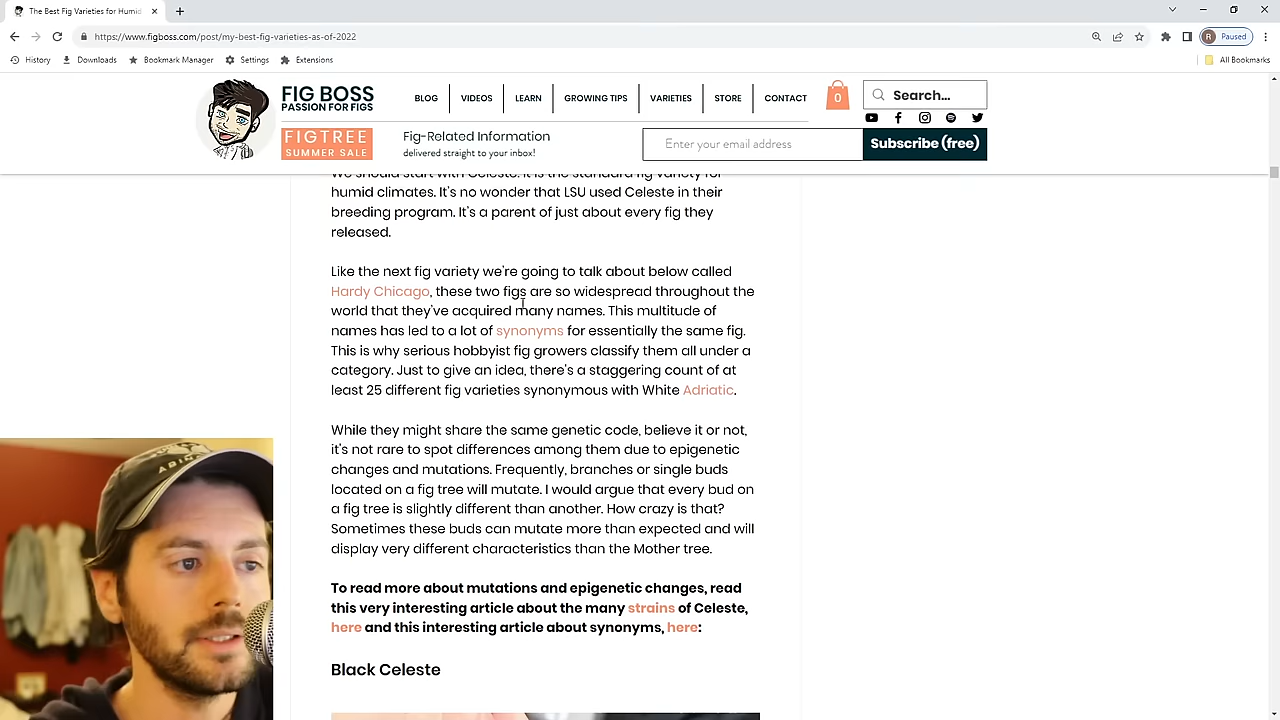 The Best Fig Varieties for Humid
https://www.figboss.com/post/my-best-fig-varieties-as-of-2022
R Paused
History Downloads Bookmark Manager Settings Extensions All Bookmarks
FIG BOSS
PASSION FOR FIGS
BLOG VIDEOS LEARN GROWING TIPS VARIETIES STORE CONTACT
0
Search...
FIGTREE
SUMMER SALE
Fig-Related Information
delivered straight to your inbox!
Enter your email address
Subscribe (free)
We should start with Celeste. It is the standard fig variety for
humid climates. It's no wonder that LSU used Celeste in their
breeding program. It's a parent of just about every fig they
released.
Like the next fig variety we're going to talk about below called
Hardy Chicago, these two figs are so widespread throughout the
world that they've acquired many names. This multitude of
names has led to a lot of synonyms for essentially the same fig.
This is why serious hobbyist fig growers classify them all under a
category. Just to give an idea, there's a staggering count of at
least 25 different fig varieties synonymous with White Adriatic.
While they might share the same genetic code, believe it or not,
it's not rare to spot differences among them due to epigenetic
changes and mutations. Frequently, branches or single buds
located on a fig tree will mutate. I would argue that every bud on
a fig tree is slightly different than another. How crazy is that?
Sometimes these buds can mutate more than expected and will
display very different characteristics than the Mother tree.
To read more about mutations and epigenetic changes, read
this very interesting article about the many strains of Celeste,
here and this interesting article about synonyms, here:
Black Celeste